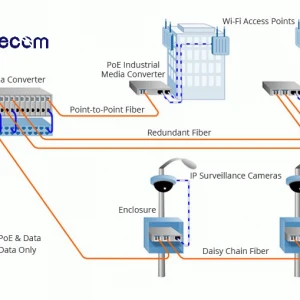 ecom
Wi-Fi Access Points
PoE Industrial
Media Converter
a Converter
Point-to-Point Fiber
Redundant Fiber
IP Surveillance Cameras
Enclosure
PoE & Data
Data Only
Daisy Chain Fiber